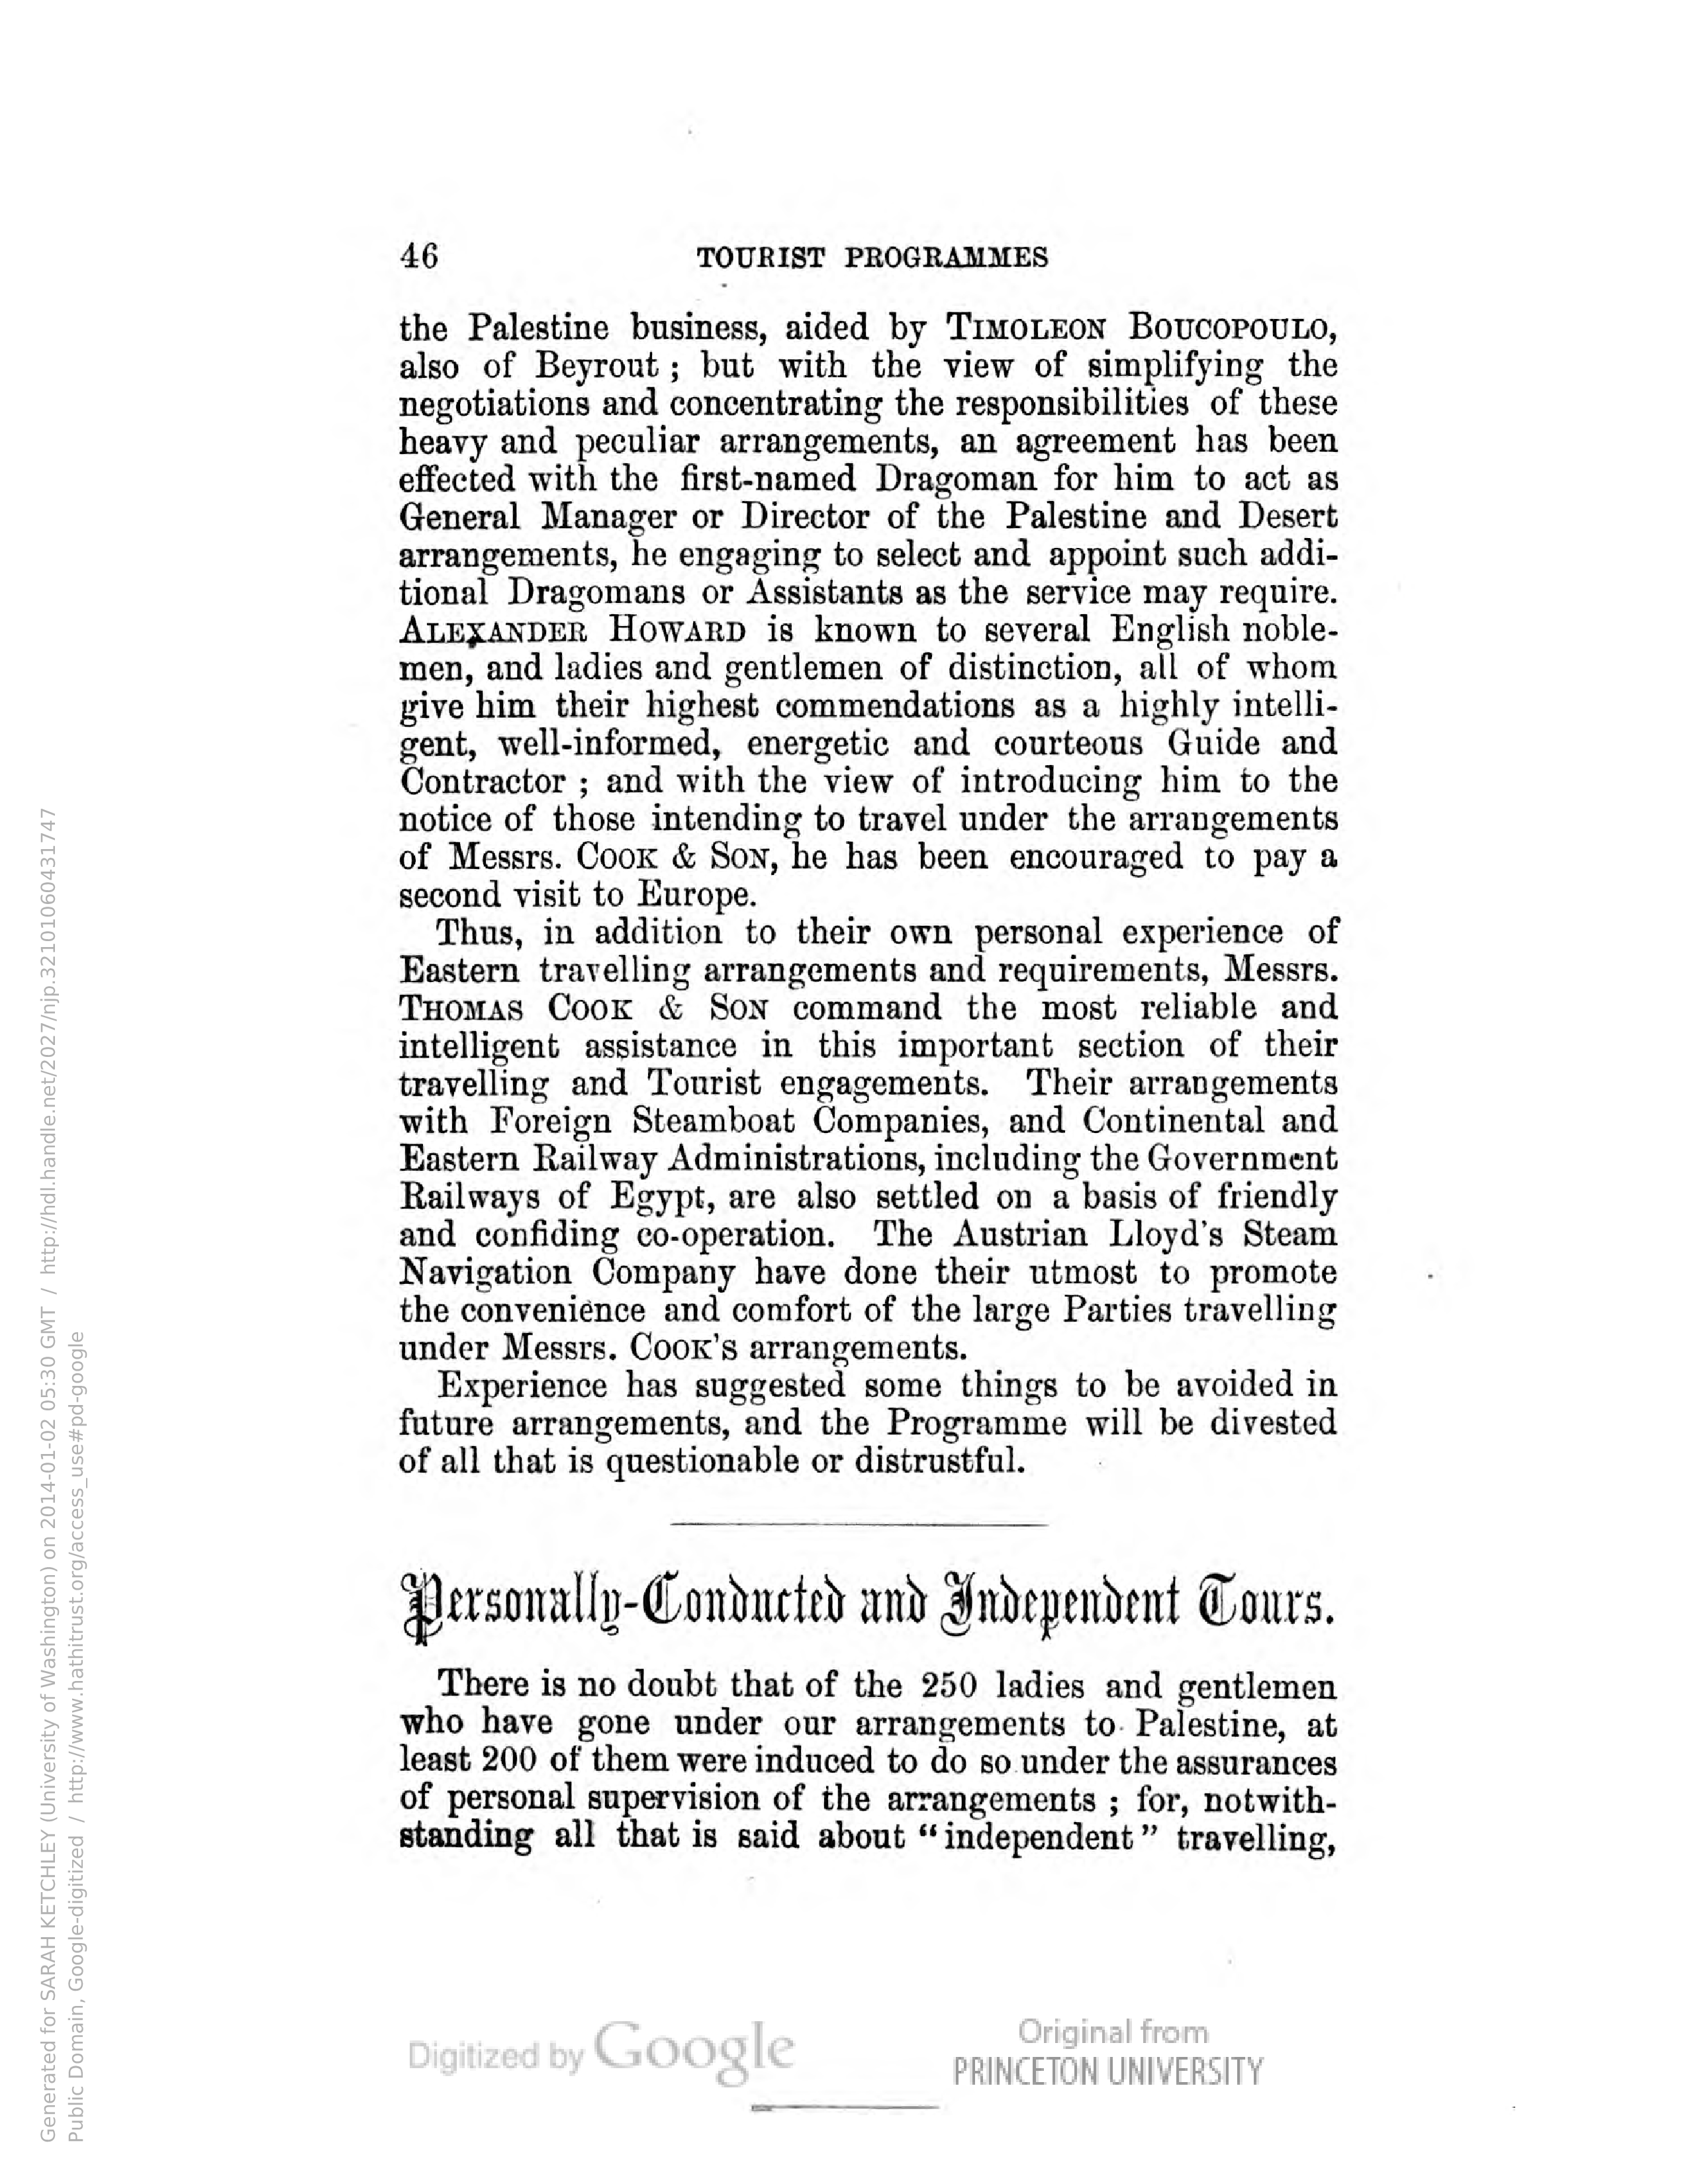 46 TOURIST PROGRAMMES
the Palestine business, aided by TIMOLEON BOUCOPOULO,
also of Beyrout ; but with the view of simplifying the
negotiations and concentrating the responsibilities of these
heavy and peculiar arrangements, an agreement has been
effected with the first-named Dragoman for him to act as
General Manager or Director of the Palestine and Desert
arrangements, he engaging to select and appoint such addi-
tional Dragomans or Assistants as the service may require.
ALEXANDER HOWARD is known to several English noble-
men, and ladies and gentlemen of distinction, all of whom
give him their highest commendations as a highly intelli-
gent, well-informed, energetic and courteous Guide and
Contractor ; and with the view of introducing him to the
notice of those intending to travel under the arrangements
of Messrs. COOK & SON, he has been encouraged to pay a
second visit to Europe.
Thus, in addition to their own personal experience of
Eastern travelling arrangements and requirements, Messrs.
THOMAS COOK & SON command the most reliable and
intelligent assistance in this important section of their
travelling and Tourist engagements. Their arrangements
with Foreign Steamboat Companies, and Continental and
Eastern Railway Administrations, including the Government
Railways of Egypt, are also settled on a basis of friendly
and confiding co-operation. The Austrian Lloyd's Steam
Navigation Company have done their utmost to promote
the convenience and comfort of the large Parties travelling
under Messrs. COOK'S arrangements.
Experience has suggested some things to be avoided in
future arrangements, and the Programme will be divested
of all that is questionable or distrustful.
Personally-Conducted and Independent Tours.
There is no doubt that of the 250 ladies and gentlemen
who have gone under our arrangements to Palestine, at
least 200 of them were induced to do so under the assurances
of personal supervision of the arrangements ; for, notwith-
standing all that is said about "independent" travelling,
Digitized by Google
Original from
PRINCETON UNIVERSITY
Generated for SARAH KETCHLEY (University of Washington) on 2014-01-02 05:30 GMT / http://hdl.handle.net/2027/njp.32101060431747
Public Domain, Google-digitized / http://www.hathitrust.org/access_use#pd-google